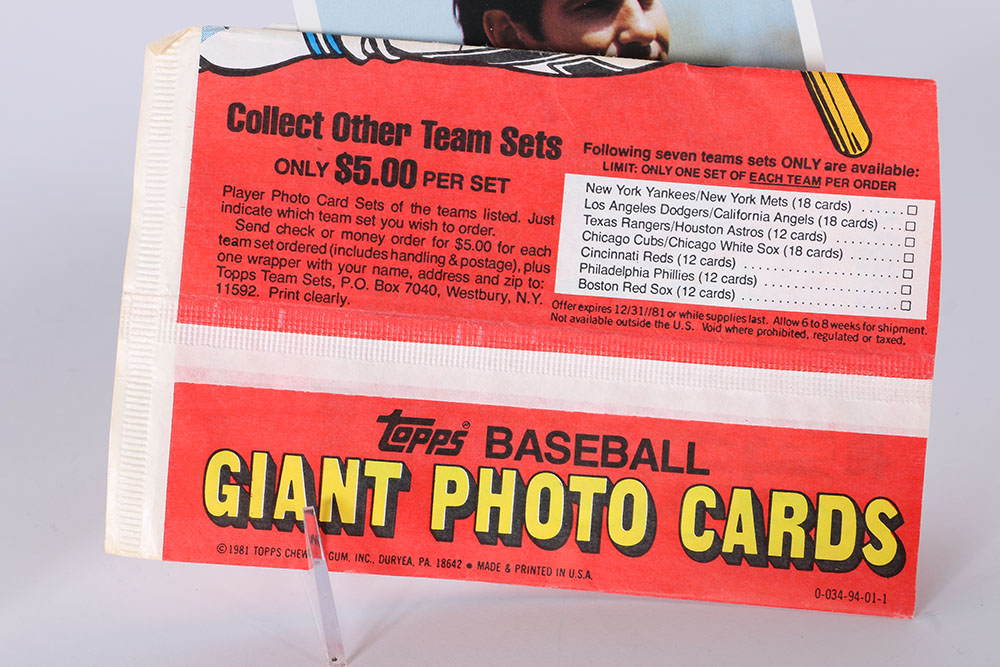 Collect Other Team Sets
ONLY $5.00 PER SET
Player Photo Card Sets of the teams listed. Just
indicate which team set you wish to order.
Send check or money order for $5.00 for each
team set ordered (includes handling & postage), plus
one wrapper with your name, address and zip to:
Topps Team Sets, P.O. Box 7040, Westbury, N.Y.
11592. Print clearly.
Following seven teams sets ONLY are available:
LIMIT: ONLY ONE SET OF EACH TEAM PER ORDER
New York Yankees/New York Mets (18 cards) . . . . . . . □
Los Angeles Dodgers/California Angels (18 cards) . . . □
Texas Rangers/Houston Astros (12 cards) . . . . . . . . . . □
Chicago Cubs/Chicago White Sox (18 cards) . . . . . . . □
Cincinnati Reds (12 cards) . . . . . . . . . . . . . . . . . . . . . □
Philadelphia Phillies (12 cards) . . . . . . . . . . . . . . . . . □
Boston Red Sox (12 cards) . . . . . . . . . . . . . . . . . . . . . □
Offer expires 12/31//81 or while supplies last. Allow 6 to 8 weeks for shipment.
Not available outside the U.S. Void where prohibited, regulated or taxed.
topps® BASEBALL
GIANT PHOTO CARDS
©1981 TOPPS CHEW GUM, INC., DURYEA, PA. 18642 • MADE & PRINTED IN U.S.A.
0-034-94-01-1